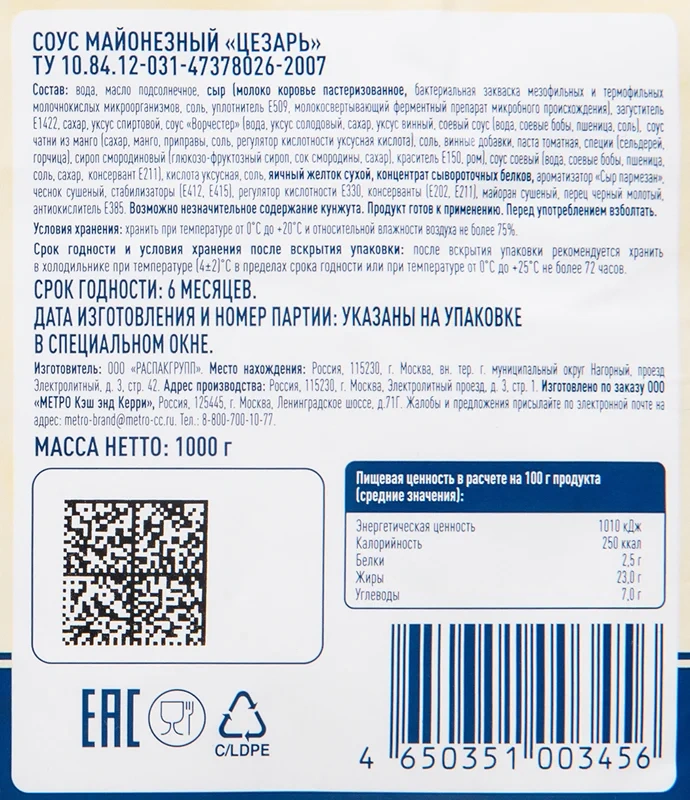 СОУС МАЙОНЕЗНЫЙ «ЦЕЗАРЬ»
ТУ 10.84.12-031-47378026-2007
Состав: вода, масло подсолнечное, сыр (молоко коровье пастеризованное, бактериальная закваска мезофильных и термофильных
молочнокислых микроорганизмов, соль, уплотнитель Е509, молокосвертывающий ферментный препарат микробного происхождения), загуститель
Е1422, сахар, уксус спиртовой, соус «Ворчестер» (вода, уксус солодовый, сахар, уксус винный, соевый соус (вода, соевые бобы, пшеница, соль), соус
чатни из манго (сахар, манго, приправы, соль, регулятор кислотности уксусная кислота), соль, винные добавки, паста томатная, специи (сельдерей,
горчица), сироп смородиновый (глюкозо-фруктозный сироп, сок смородины, сахар), краситель Е150, ром), соус соевый (вода, соевые бобы, пшеница,
соль, сахар, консервант Е211), кислота уксусная, соль, яичный желток сухой, концентрат сывороточных белков, ароматизатор «Сыр пармезан»,
чеснок сушеный, стабилизаторы (Е412, Е415), регулятор кислотности Е330, консерванты (Е202, Е211), майоран сушеный, перец черный молотый,
антиокислитель Е385. Возможно незначительное содержание кунжута. Продукт готов к применению. Перед употреблением взболтать.
Условия хранения: хранить при температуре от 0°С до +20°С и относительной влажности воздуха не более 75%.
Срок годности и условия хранения после вскрытия упаковки: после вскрытия упаковки рекомендуется хранить
в холодильнике при температуре (4±2)°С в пределах срока годности или при температуре от 0°С до +25°С не более 72 часов.
СРОК ГОДНОСТИ: 6 МЕСЯЦЕВ.
ДАТА ИЗГОТОВЛЕНИЯ И НОМЕР ПАРТИИ: УКАЗАНЫ НА УПАКОВКЕ
В СПЕЦИАЛЬНОМ ОКНЕ.
Изготовитель: ООО «РАСПАКГРУПП». Место нахождения: Россия, 115230, г. Москва, вн. тер. г. муниципальный округ Нагорный, проезд
Электролитный, д. 3, стр. 42. Адрес производства: Россия, 115230, г. Москва, Электролитный проезд, д. 3, стр. 1. Изготовлено по заказу ООО
«МЕТРО Кэш энд Керри», Россия, 125445, г. Москва, Ленинградское шоссе, д.71Г. Жалобы и предложения присылайте по электронной почте на
адрес: metro-brand@metro-cc.ru. Тел.: 8-800-700-10-77.
МАССА НЕТТО: 1000 г
Пищевая ценность в расчете на 100 г продукта
(средние значения):
Энергетическая ценность 1010 кДж
Калорийность 250 ккал
Белки 2,5 г
Жиры 23,0 г
Углеводы 7,0 г
ЕАС
C/LDPE
4 650351 003456